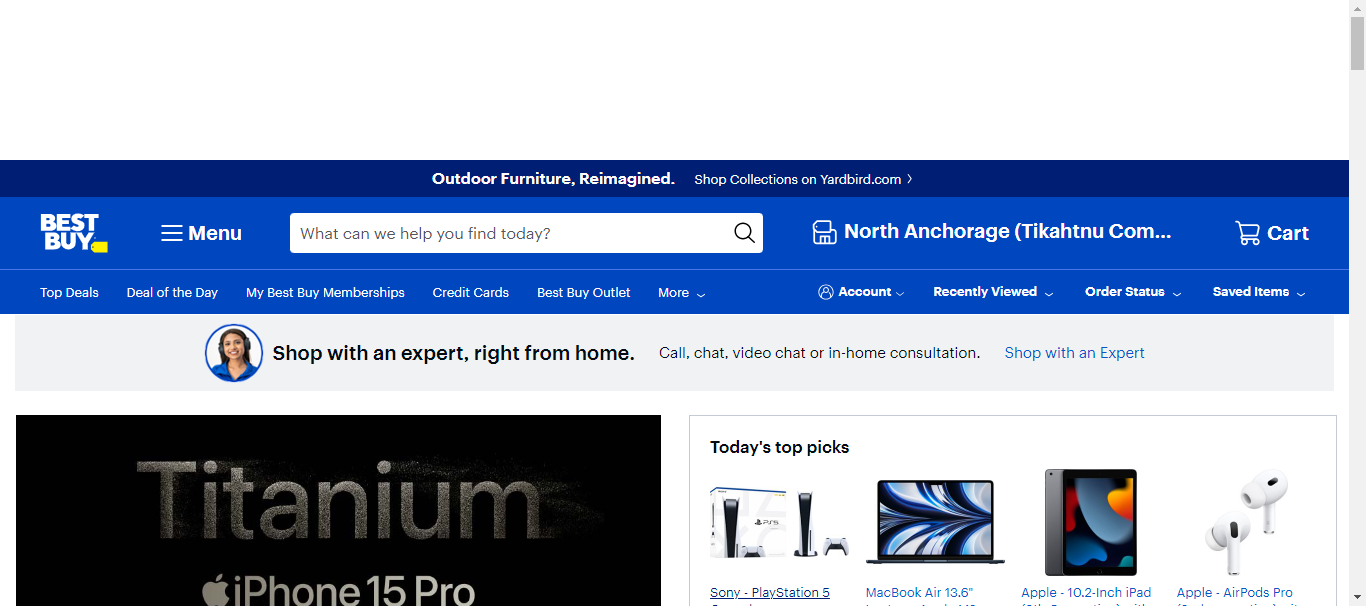 Outdoor Furniture, Reimagined. Shop Collections on Yardbird.com
BEST BUY
Menu
What can we help you find today?
North Anchorage (Tikahtnu Com...
Cart
Top Deals
Deal of the Day
My Best Buy Memberships
Credit Cards
Best Buy Outlet
More
Account
Recently Viewed
Order Status
Saved Items
Shop with an expert, right from home. Call, chat, video chat or in-home consultation. Shop with an Expert
Titanium
iPhone 15 Pro
Today's top picks
PS5
Sony - PlayStation 5
MacBook Air 13.6"
Apple - 10.2-Inch iPad
Apple - AirPods Pro